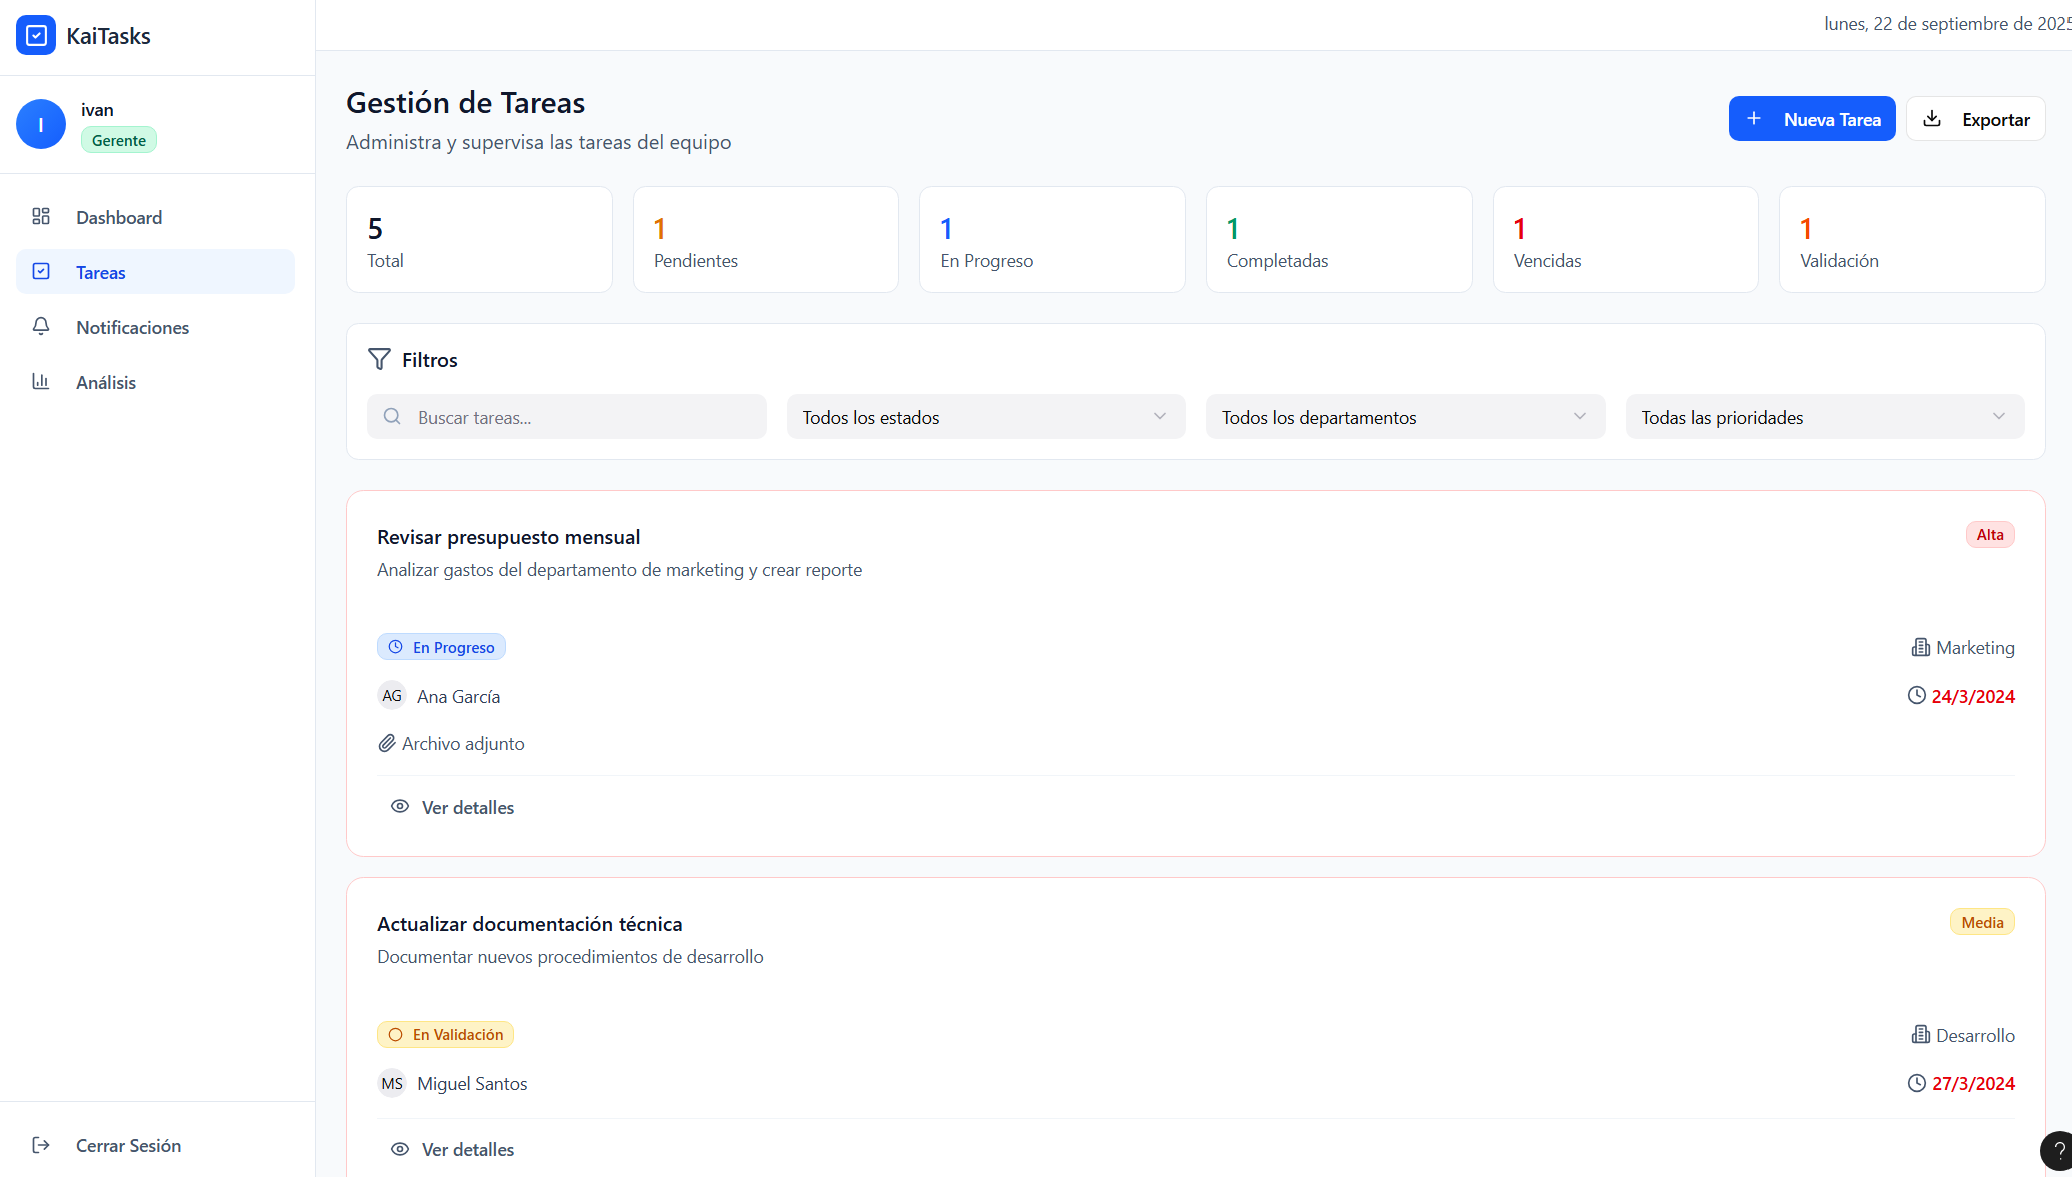 KaiTasks
lunes, 22 de septiembre de 2025
I
ivan
Gerente
Dashboard
Tareas
Notificaciones
Análisis
Cerrar Sesión
Gestión de Tareas
Administra y supervisa las tareas del equipo
Nueva Tarea
Exportar
5
Total
1
Pendientes
1
En Progreso
1
Completadas
1
Vencidas
1
Validación
Filtros
Buscar tareas...
Todos los estados
Todos los departamentos
Todas las prioridades
Revisar presupuesto mensual
Alta
Analizar gastos del departamento de marketing y crear reporte
En Progreso
Marketing
AG Ana García
24/3/2024
Archivo adjunto
Ver detalles
Actualizar documentación técnica
Media
Documentar nuevos procedimientos de desarrollo
En Validación
Desarrollo
MS Miguel Santos
27/3/2024
Ver detalles
?